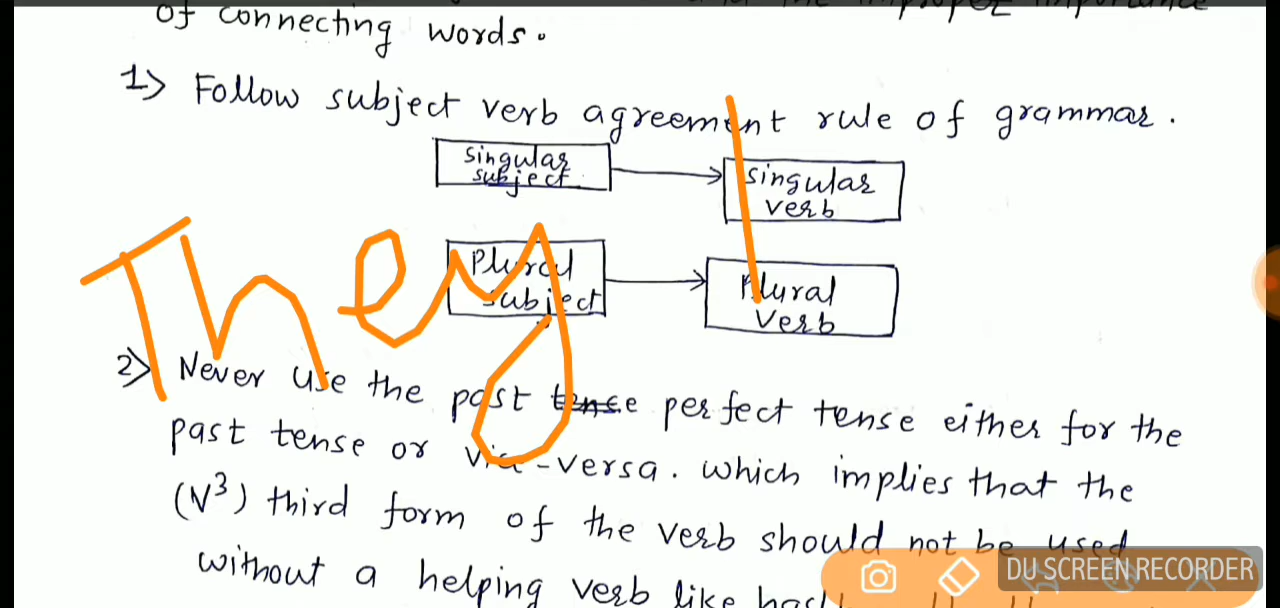 of connecting words.
1) Follow subject verb agreement rule of grammar.
singular subject
singular verb
They
Plural subject
Plural verb
2) Never use the past tense perfect tense either for the
past tense or vic-versa. which implies that the
(V3) third form of the verb should not be used
without a helping verb like
DU SCREEN RECORDER